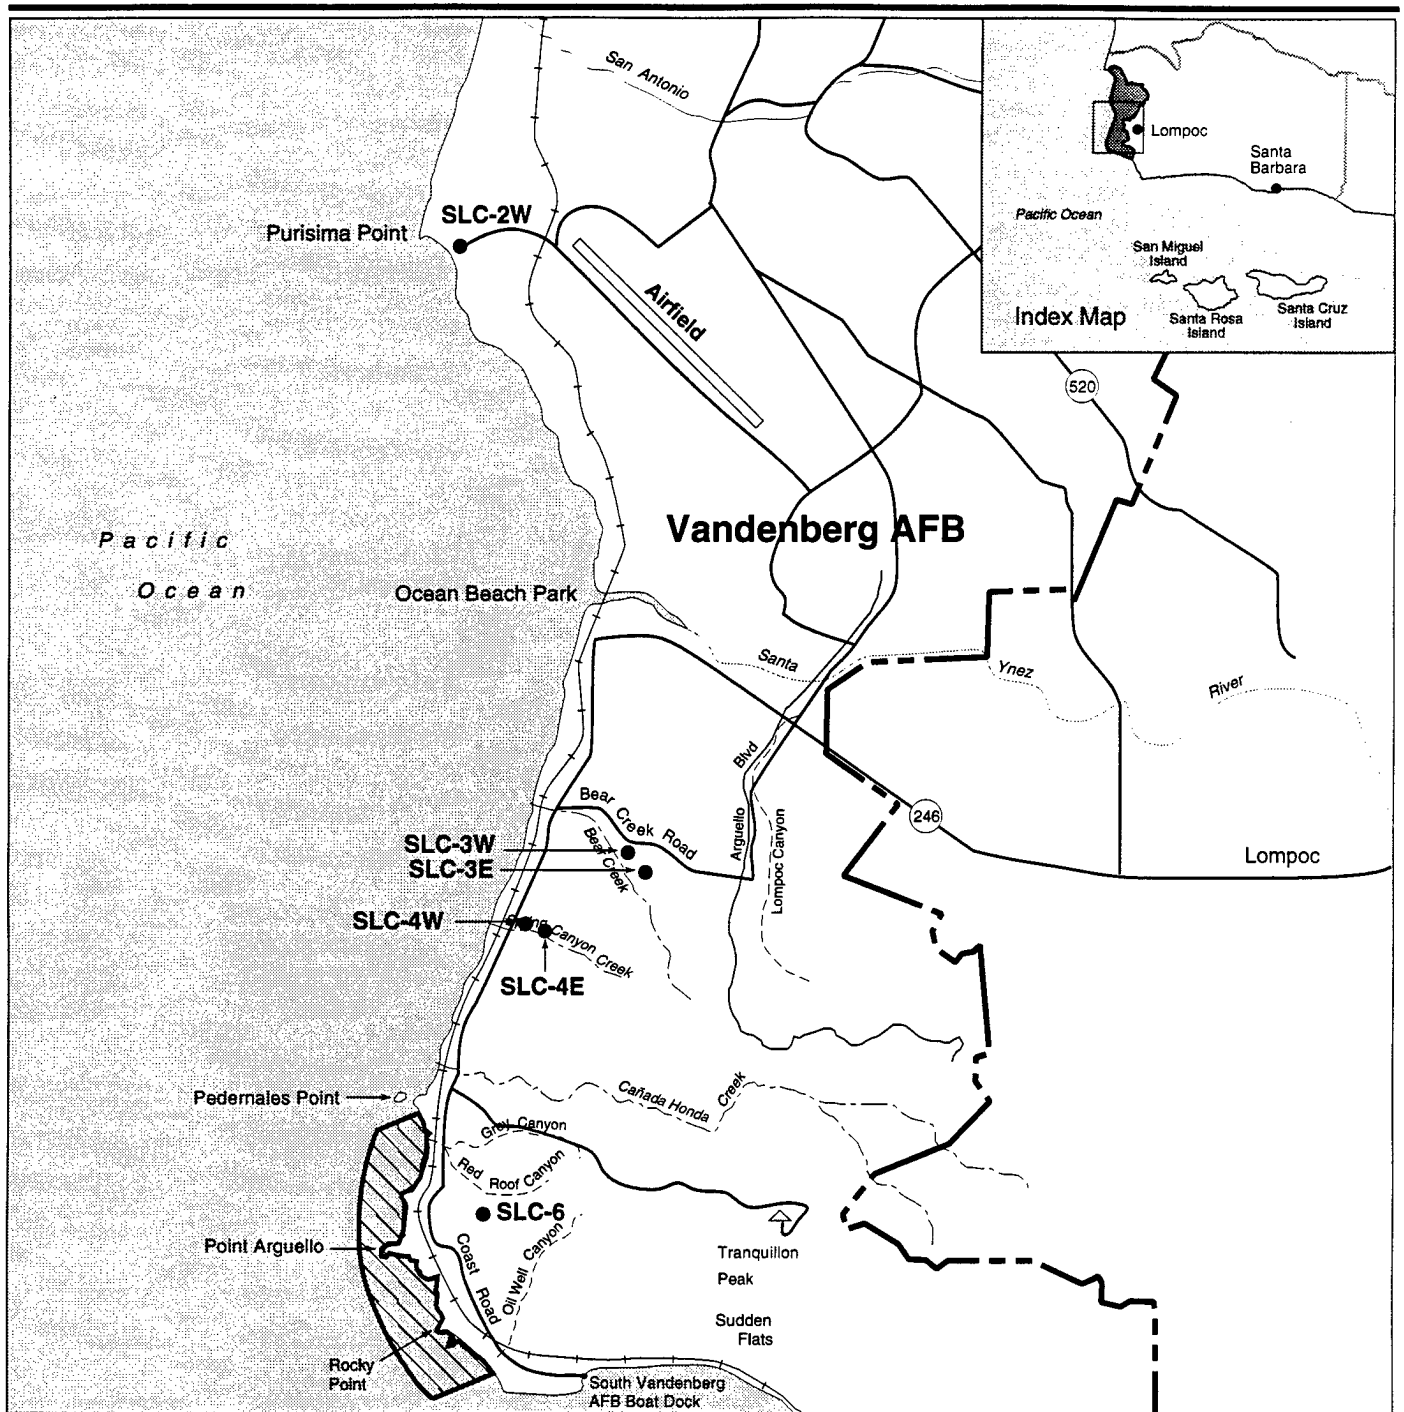 San Antonio
Lompoc
Santa
Barbara
Pacific Ocean
San Miguel
Island
Santa Rosa
Island
Santa Cruz
Island
Index Map
SLC-2W
Purisima Point
Airfield
520
Vandenberg AFB
Pacific
Ocean
Ocean Beach Park
Santa
Ynez
River
Blvd
Arguello
Lompoc Canyon
Bear Creek Road
Bear Creek
246
Lompoc
SLC-3W
SLC-3E
SLC-4W
Canyon Creek
SLC-4E
Pedernales Point
Cañada Honda Creek
Grey Canyon
Red Roof Canyon
SLC-6
Point Arguello
Coast Road
Oil Well Canyon
Tranquillon
Peak
Sudden
Flats
Rocky
Point
South Vandenberg
AFB Boat Dock